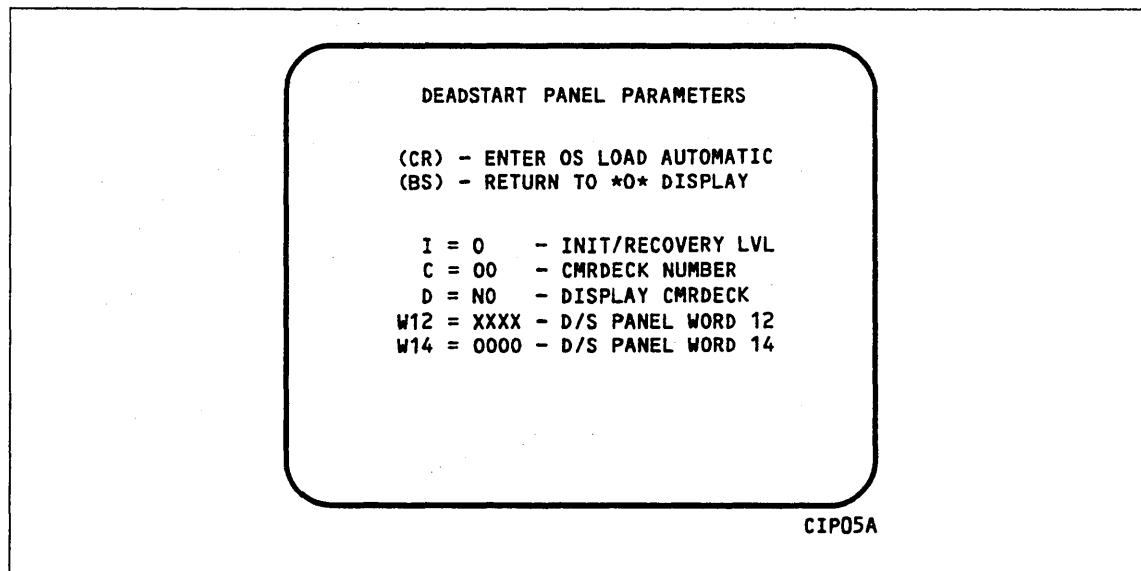 DEADSTART PANEL PARAMETERS
(CR) - ENTER OS LOAD AUTOMATIC
(BS) - RETURN TO *O* DISPLAY
I = 0 - INIT/RECOVERY LVL
C = 00 - CMRDECK NUMBER
D = NO - DISPLAY CMRDECK
W12 = XXXX - D/S PANEL WORD 12
W14 = 0000 - D/S PANEL WORD 14
CIP05A